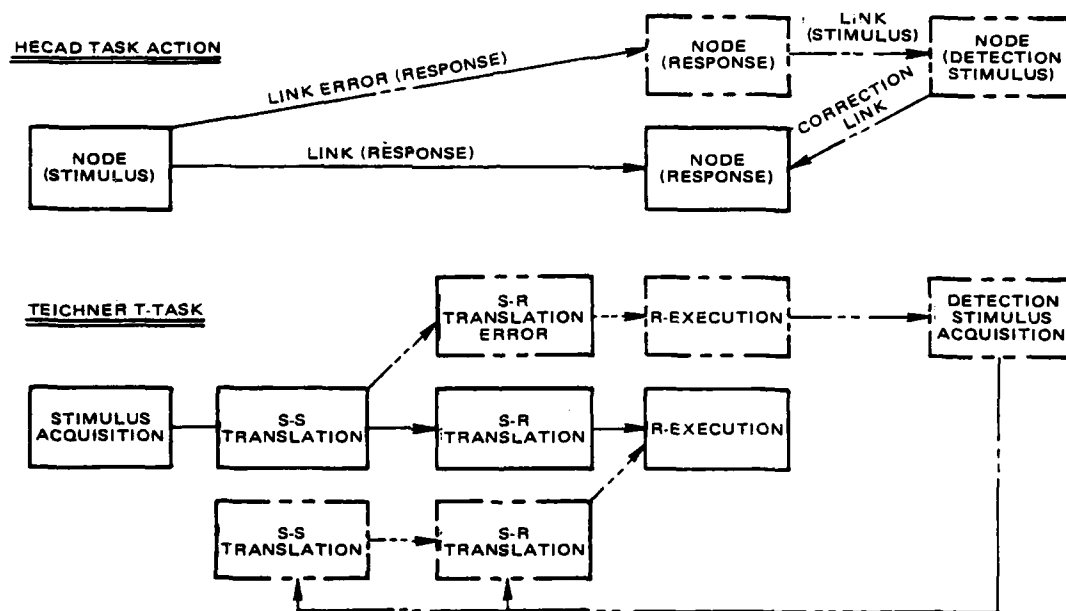 HECAD TASK ACTION
LINK ERROR (RESPONSE)
NODE
(RESPONSE)
LINK
(STIMULUS)
NODE
(DETECTION
STIMULUS)
NODE
(STIMULUS)
LINK (RESPONSE)
NODE
(RESPONSE)
CORRECTION
LINK
TEICHNER T-TASK
S-R
TRANSLATION
ERROR
R-EXECUTION
DETECTION
STIMULUS
ACQUISITION
STIMULUS
ACQUISITION
S-S
TRANSLATION
S-R
TRANSLATION
R-EXECUTION
S-S
TRANSLATION
S-R
TRANSLATION